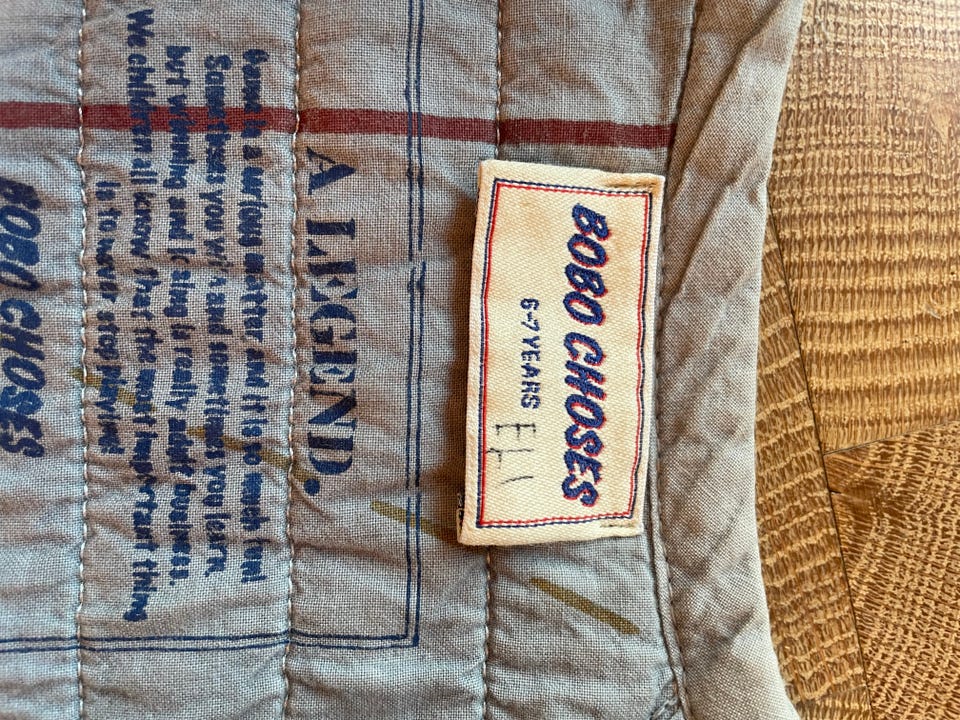 BOBO CHOSES
6-7 YEARS
ELI
A LEGEND.
is a matter and it is so much fun!
Sometimes you win and sometimes you learn,
but winning and losing is really adult business.
We children all know that the most important thing
is to never stop playing!
BOBO CHOSES